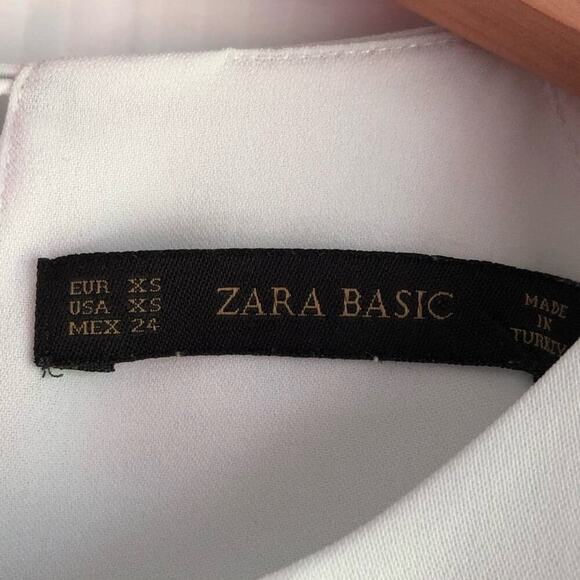 EUR XS
USA XS
MEX 24
ZARA BASIC
MADE
IN
TURKEY